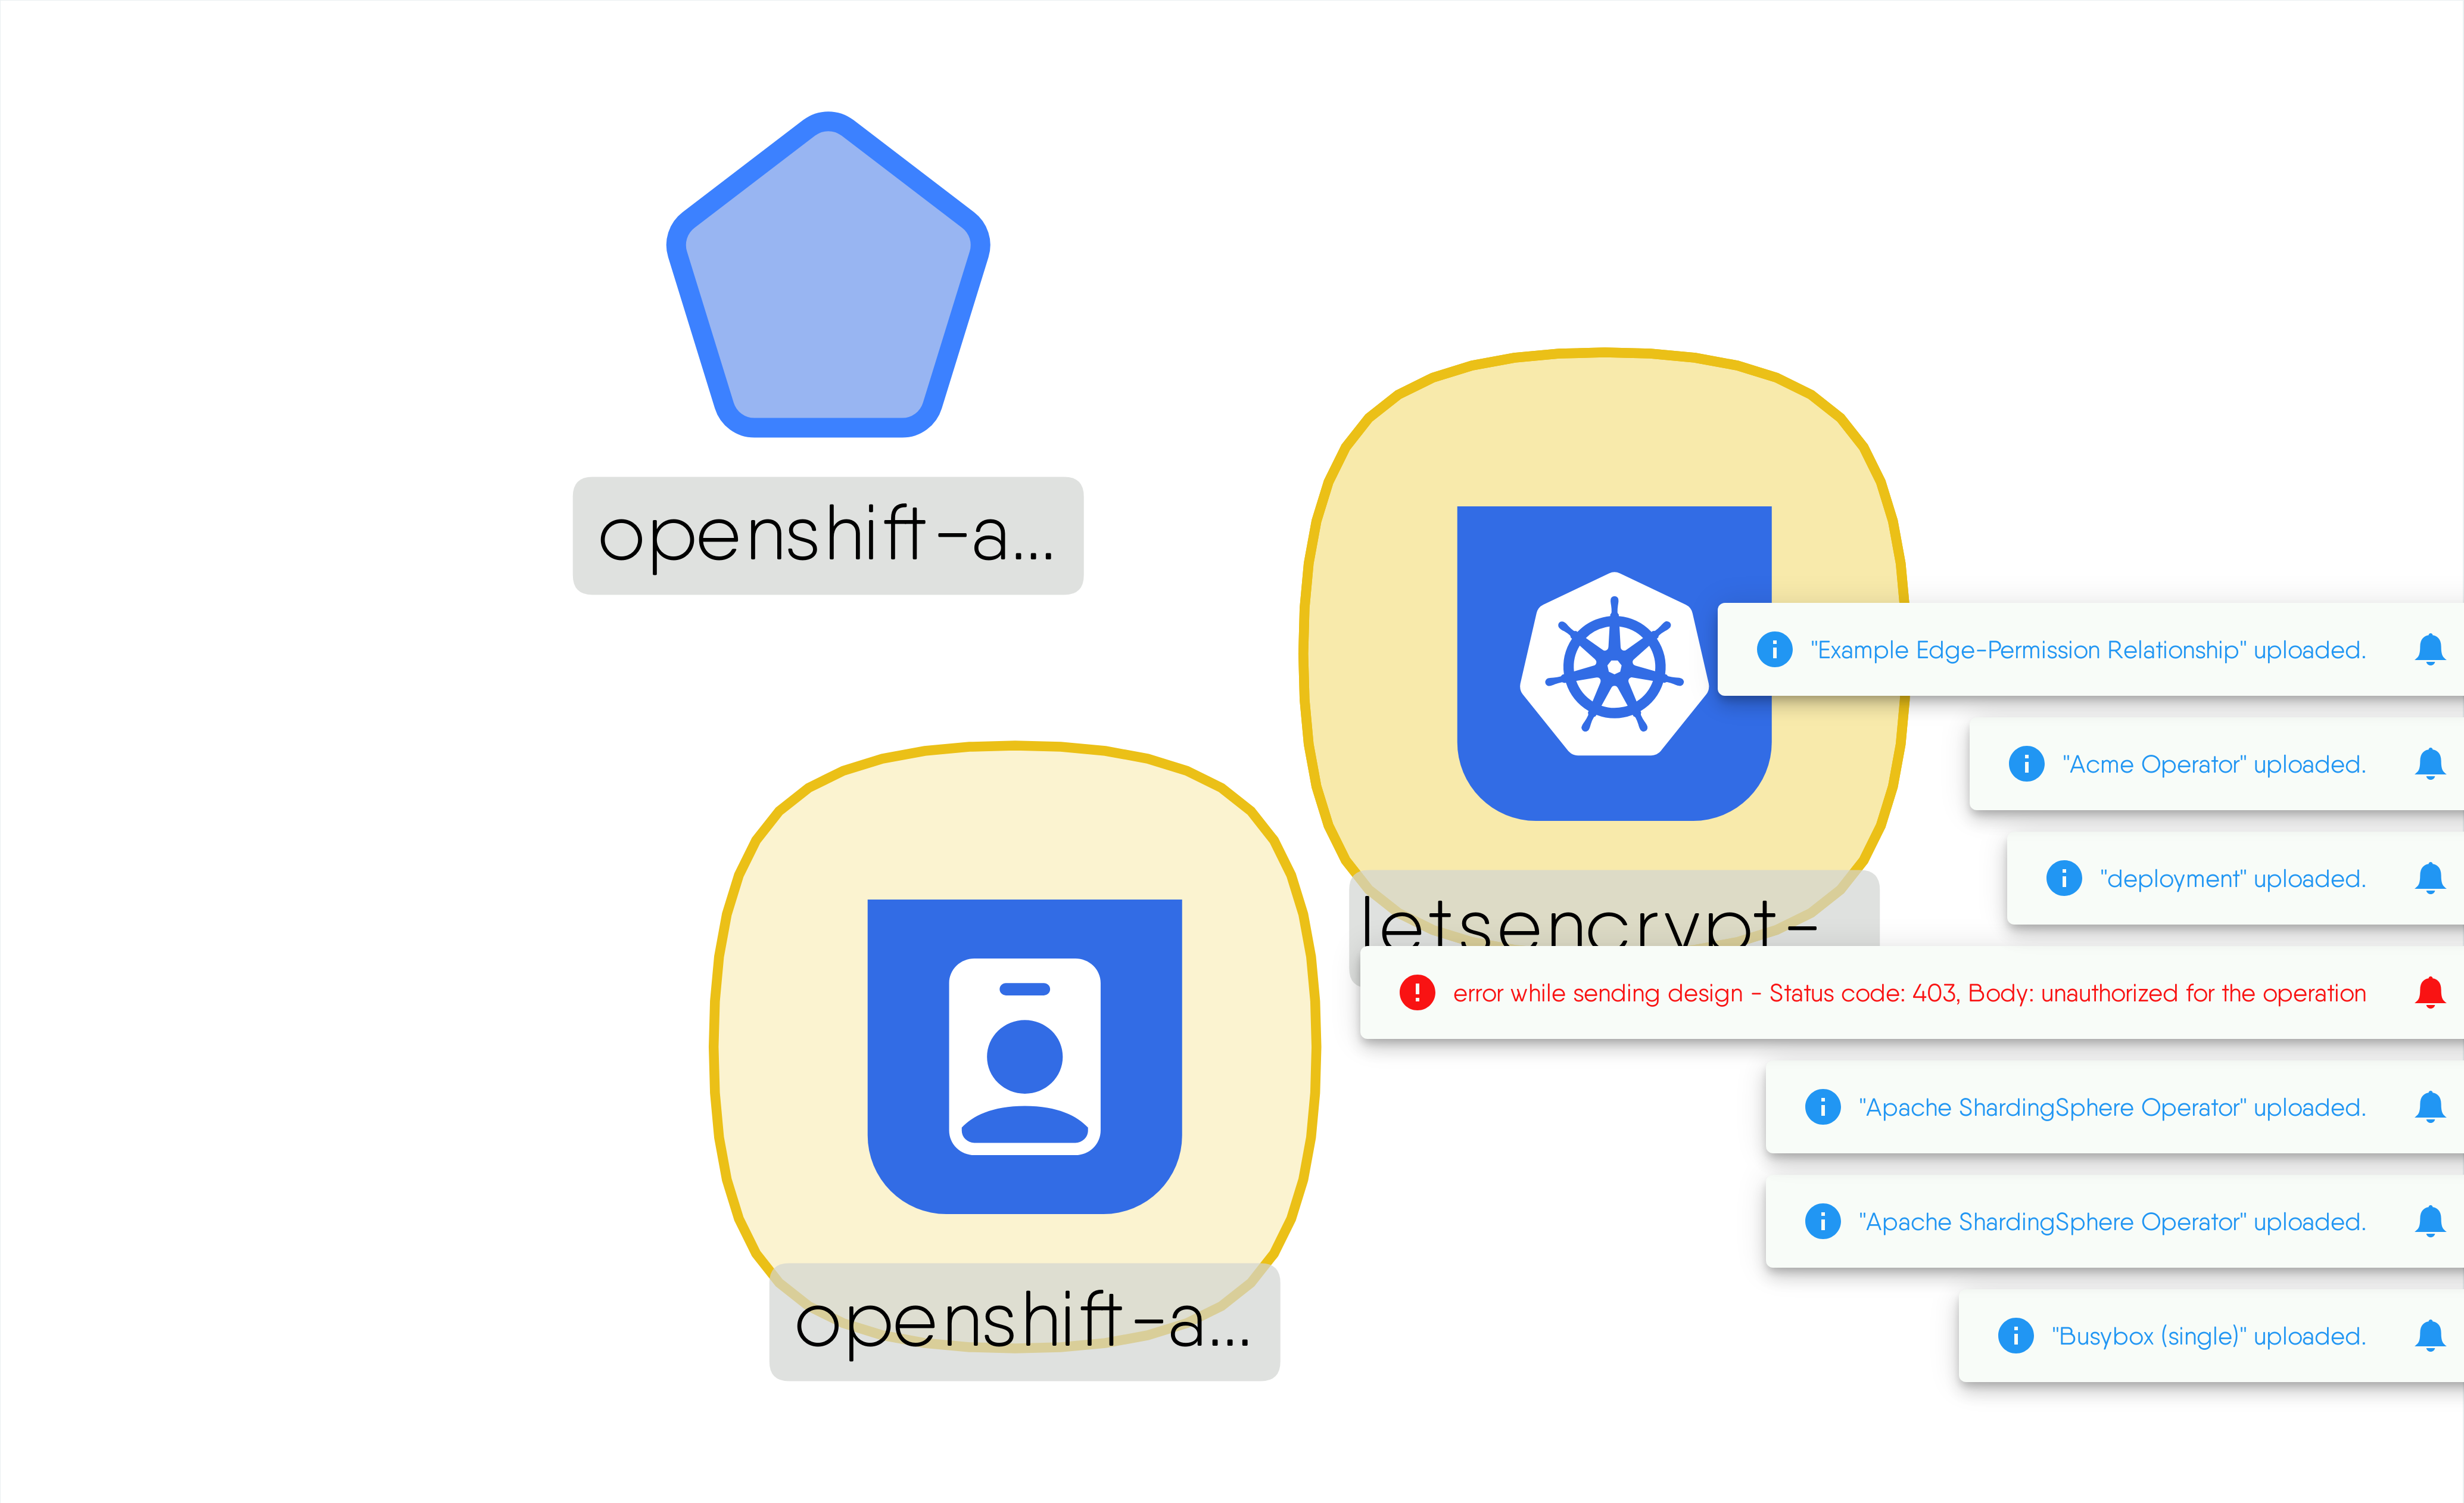 openshift-a...
"Example Edge-Permission Relationship" uploaded.
"Acme Operator" uploaded.
"deployment" uploaded.
letsencrypt-
error while sending design - Status code: 403, Body: unauthorized for the operation
"Apache ShardingSphere Operator" uploaded.
"Apache ShardingSphere Operator" uploaded.
openshift-a...
"Busybox (single)" uploaded.